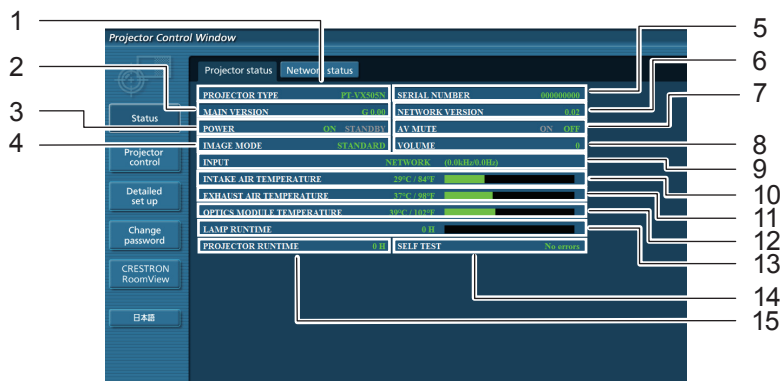 1
Projector Control Window
5
2
Projector status Network status
6
3
PROJECTOR TYPE PT-VX505N SERIAL NUMBER 000000000
7
Status
MAIN VERSION G 0.00 NETWORK VERSION 0.02
4
POWER ON STANDBY AV MUTE ON OFF
8
Projector
control
IMAGE MODE STANDARD VOLUME 0
9
INPUT NETWORK (0.0kHz/0.0Hz)
10
INTAKE AIR TEMPERATURE 29°C / 84°F
11
Detailed
set up
EXHAUST AIR TEMPERATURE 37°C / 98°F
12
OPTICS MODULE TEMPERATURE 39°C / 102°F
13
Change
password
LAMP RUNTIME 0 H
PROJECTOR RUNTIME 0 H SELF TEST No errors
14
CRESTRON
RoomView
15
日本語